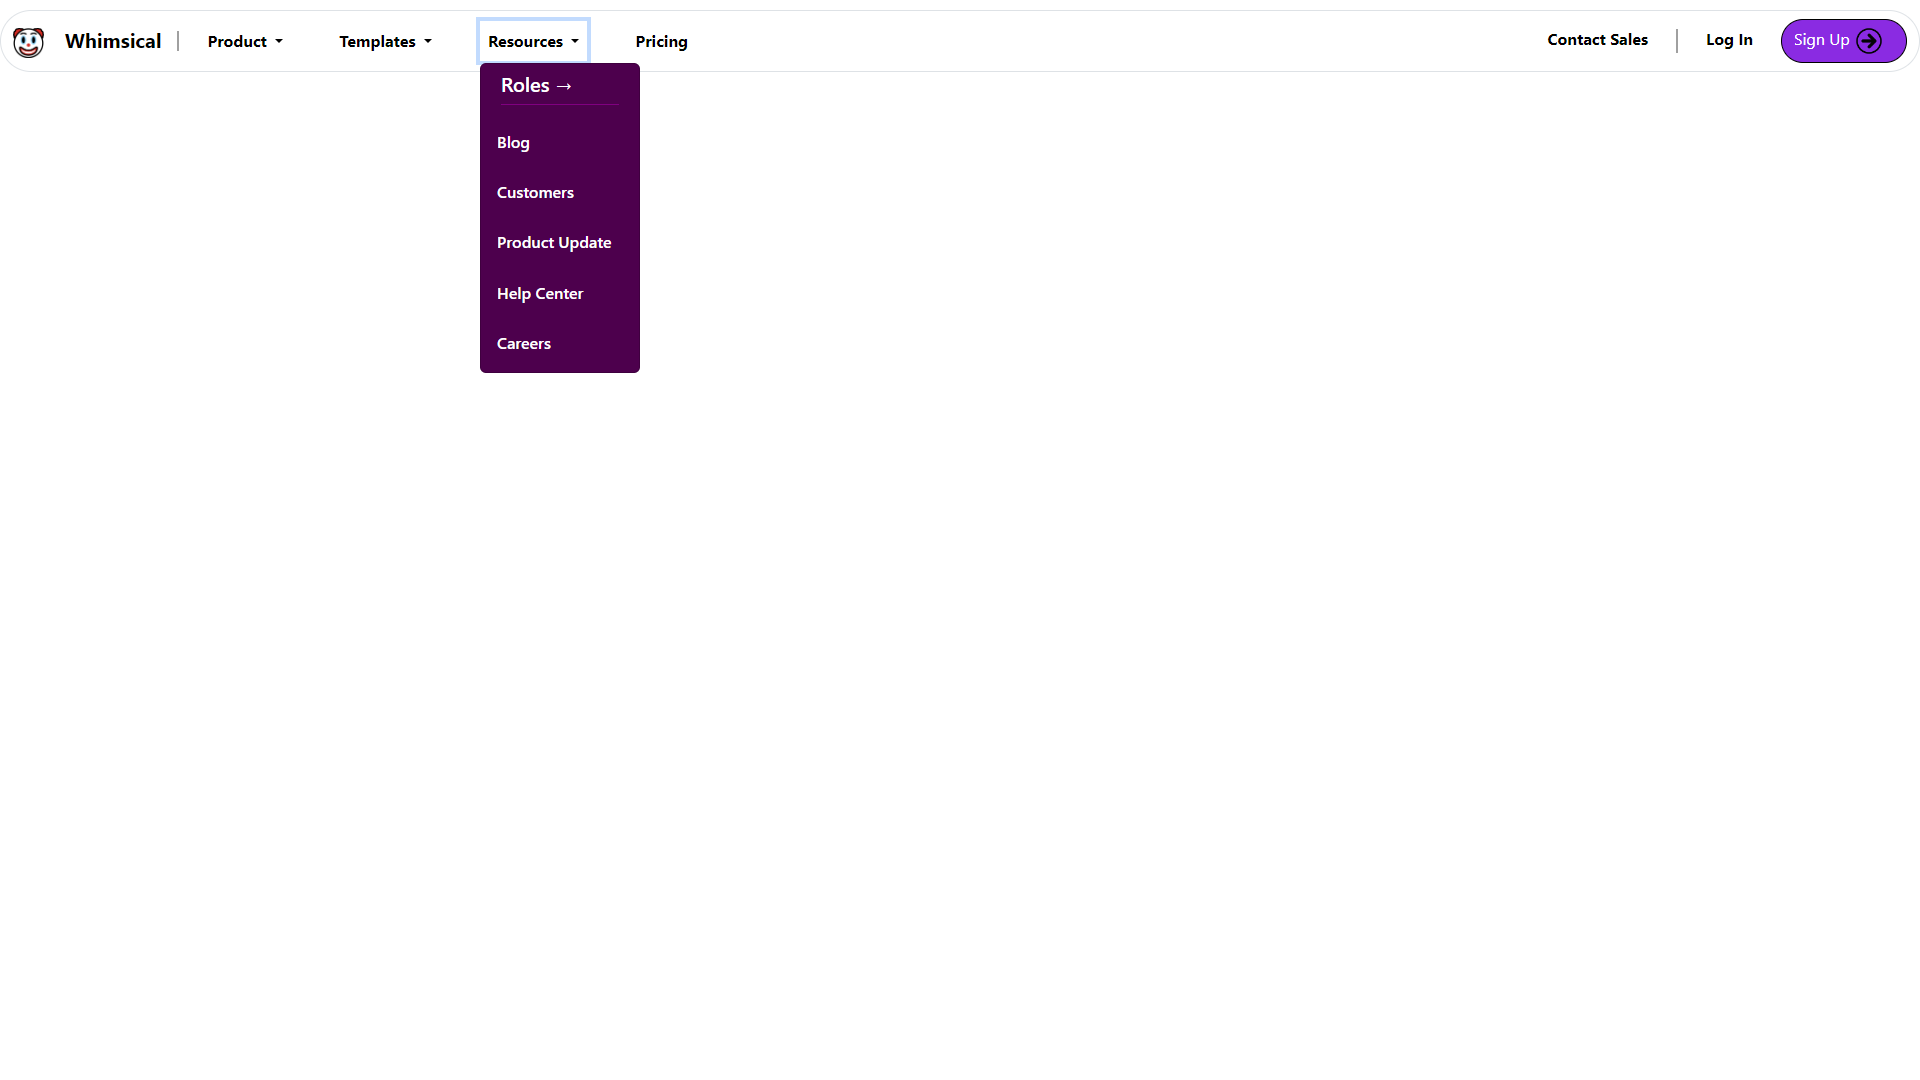 Whimsical | Product Templates Resources Pricing Contact Sales | Log In Sign Up
Roles →
Blog
Customers
Product Update
Help Center
Careers